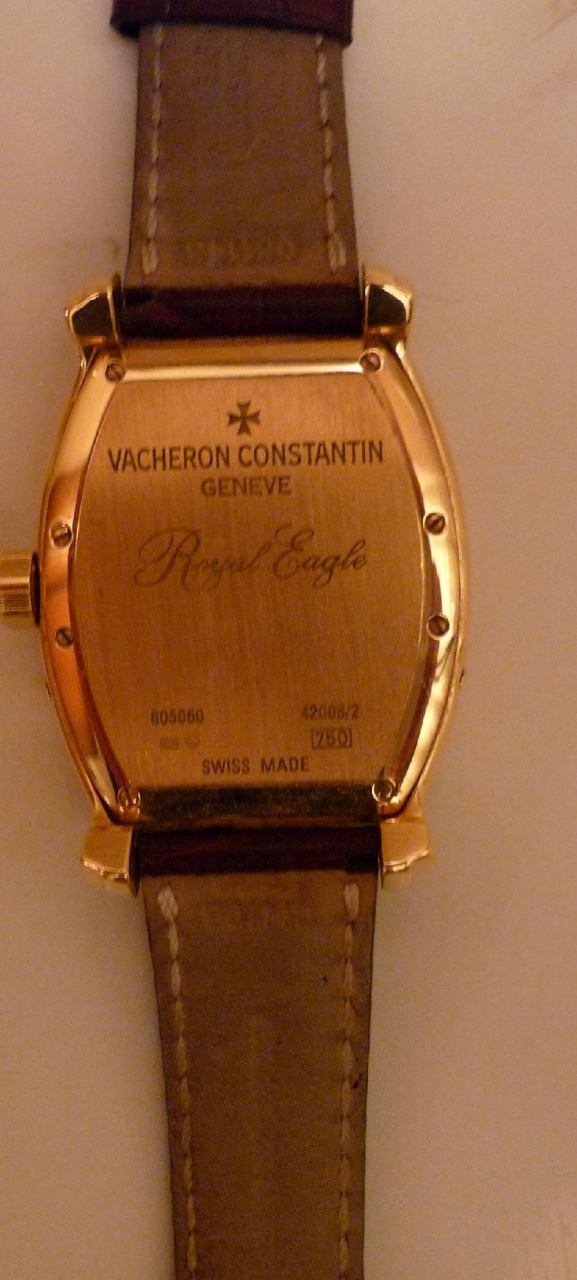 VACHERON CONSTANTIN
GENEVE
Royal Eagle
805060 42008/2
750
SWISS MADE